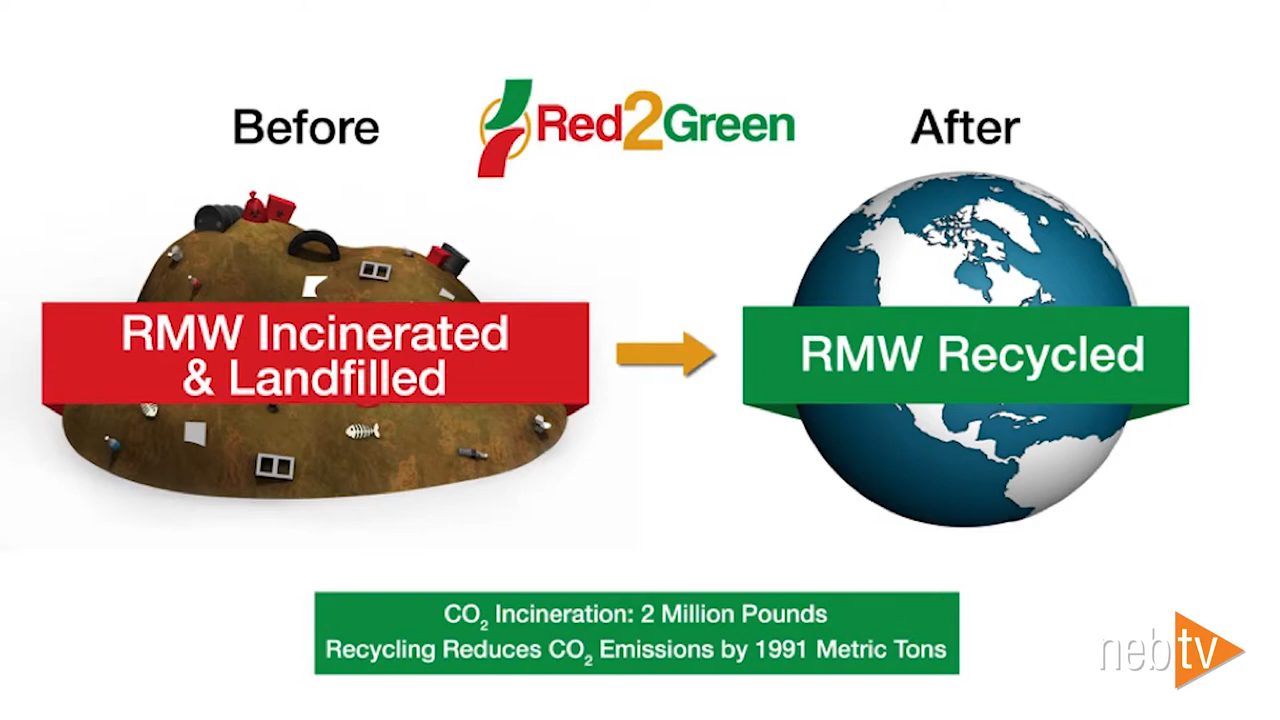 Before
Red2Green
After
RMW Incinerated
& Landfilled
RMW Recycled
CO₂ Incineration: 2 Million Pounds
Recycling Reduces CO₂ Emissions by 1991 Metric Tons
nebtv